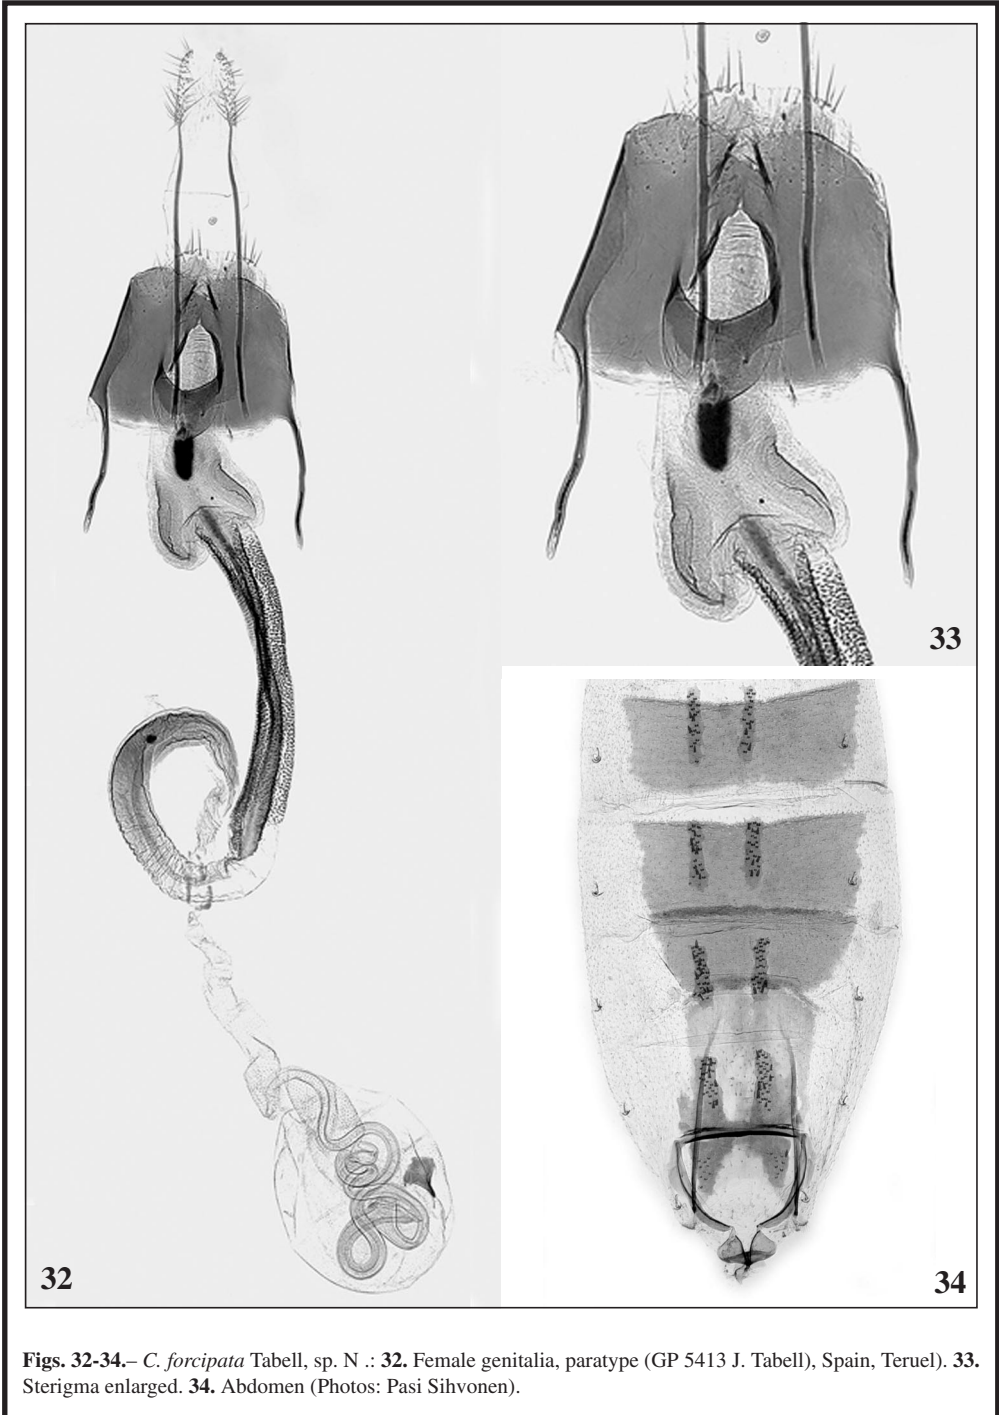 33
32
34
Figs. 32-34.– C. forcipata Tabell, sp. N .: 32. Female genitalia, paratype (GP 5413 J. Tabell), Spain, Teruel). 33.
Sterigma enlarged. 34. Abdomen (Photos: Pasi Sihvonen).